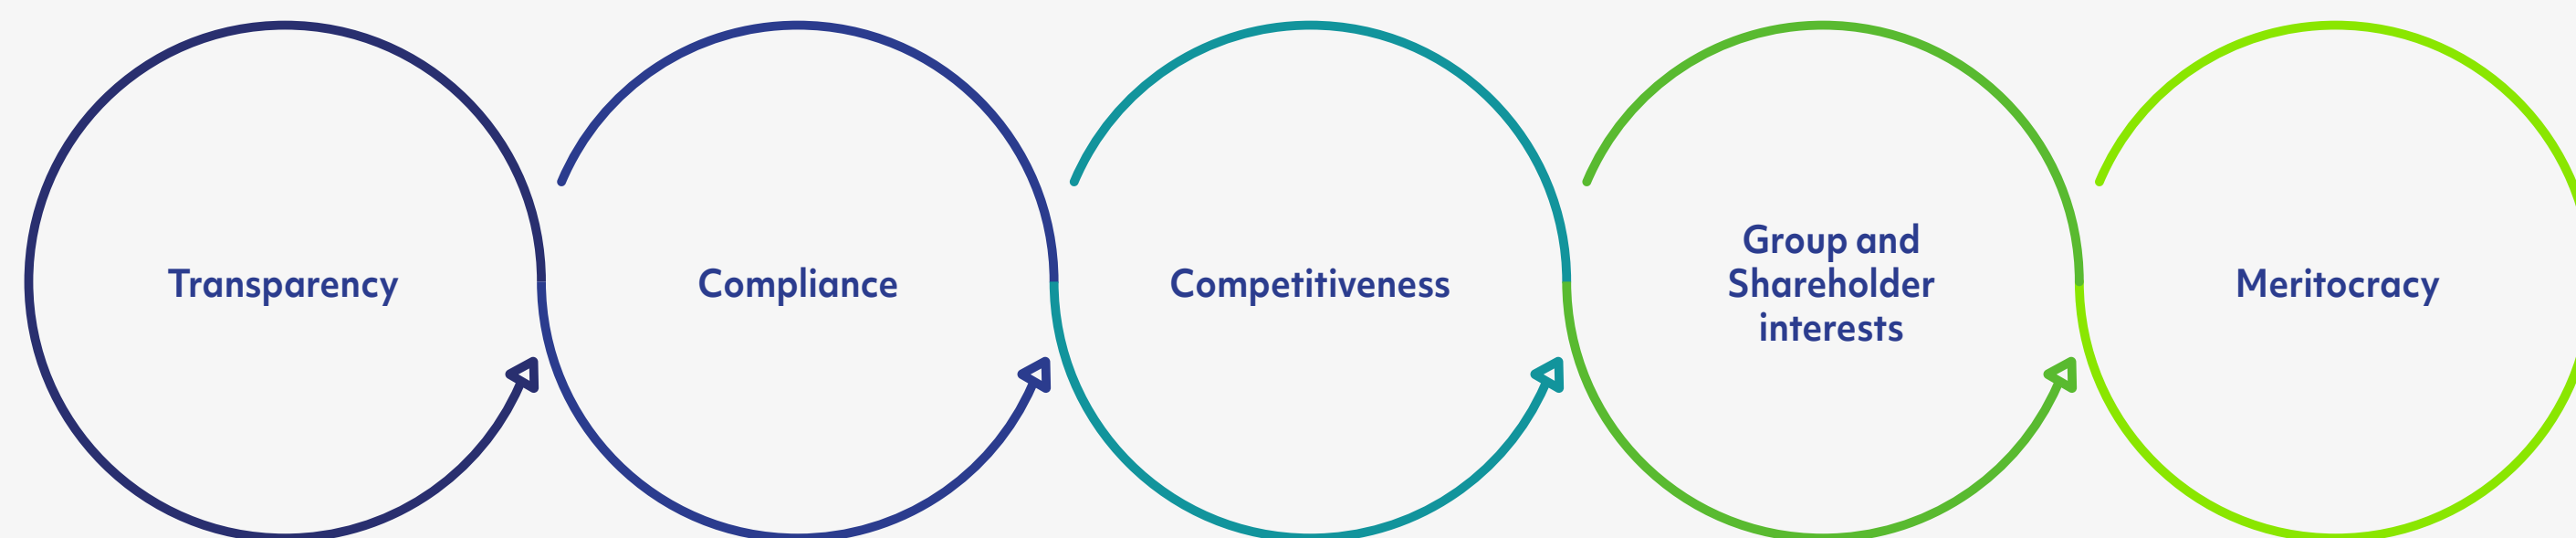 Transparency
Compliance
Competitiveness
Group and
Shareholder
interests
Meritocracy